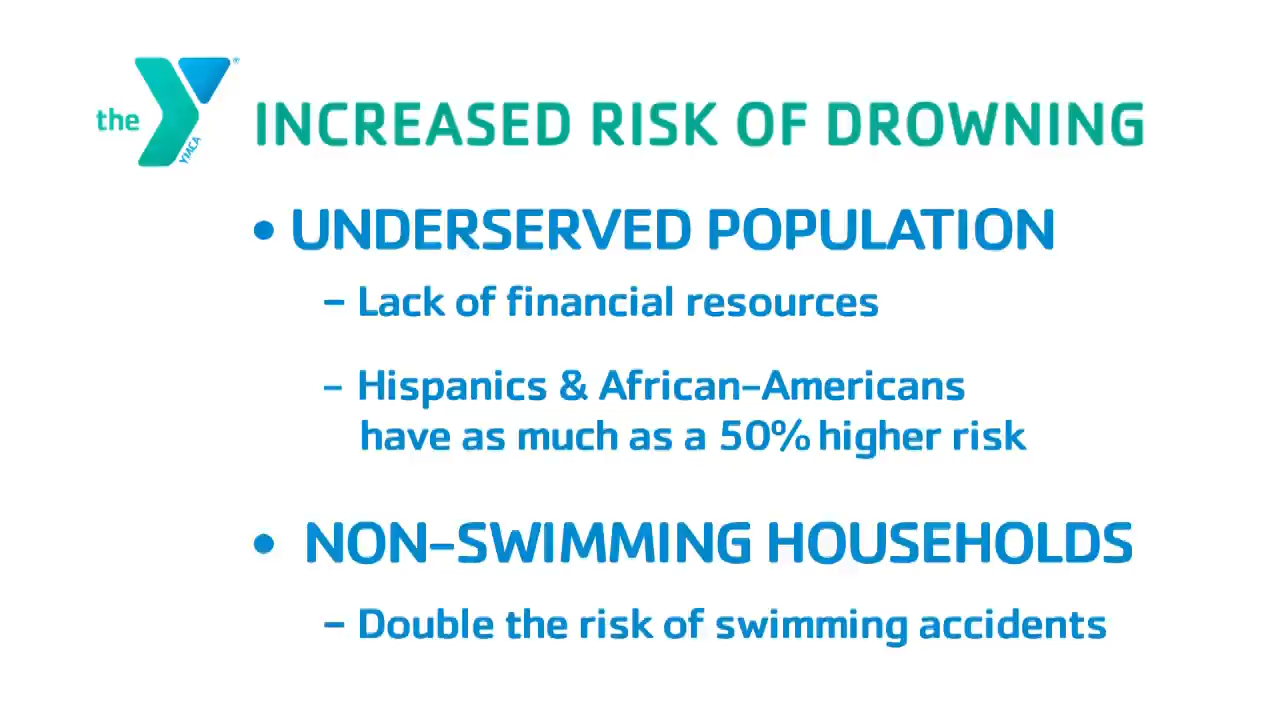 the
YMCA
®
INCREASED RISK OF DROWNING
• UNDERSERVED POPULATION
– Lack of financial resources
– Hispanics & African-Americans
have as much as a 50% higher risk
• NON-SWIMMING HOUSEHOLDS
– Double the risk of swimming accidents